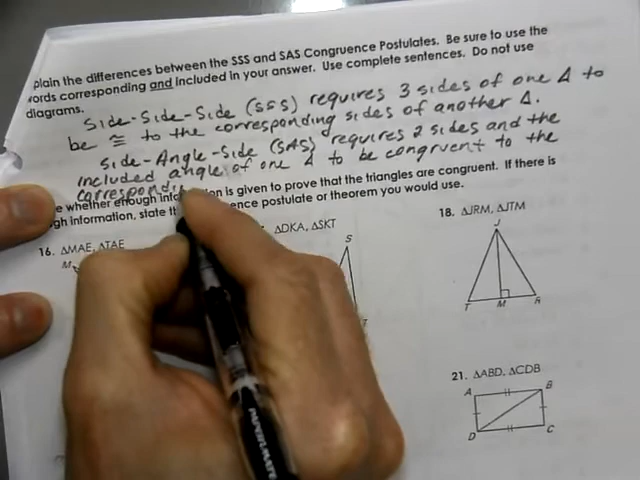 plain the differences between the SSS and SAS Congruence Postulates. Be sure to use the
ords corresponding and included in your answer. Use complete sentences. Do not use
diagrams.
Side-Side-Side (SSS) requires 3 sides of one Δ to
be ≅ to the corresponding sides of another Δ.
Side-Angle-Side (SAS) requires 2 sides and the
included angle of one Δ to be congruent to the
correspondi
e whether enough information is given to prove that the triangles are congruent. If there is
gh information, state th ence postulate or theorem you would use.
16. ΔMAE, ΔTAE
M
ΔDKA, ΔSKT
S
T
18. ΔJRM, ΔJTM
J
T M R
21. ΔABD, ΔCDB
A B
D C
PAPERMATE